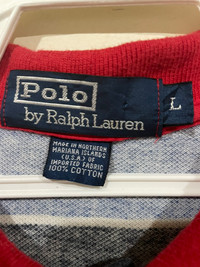 Polo
by Ralph Lauren
L
MADE IN NORTHERN
MARIANA ISLANDS
(U.S.A.) OF
IMPORTED FABRIC
100% COTTON